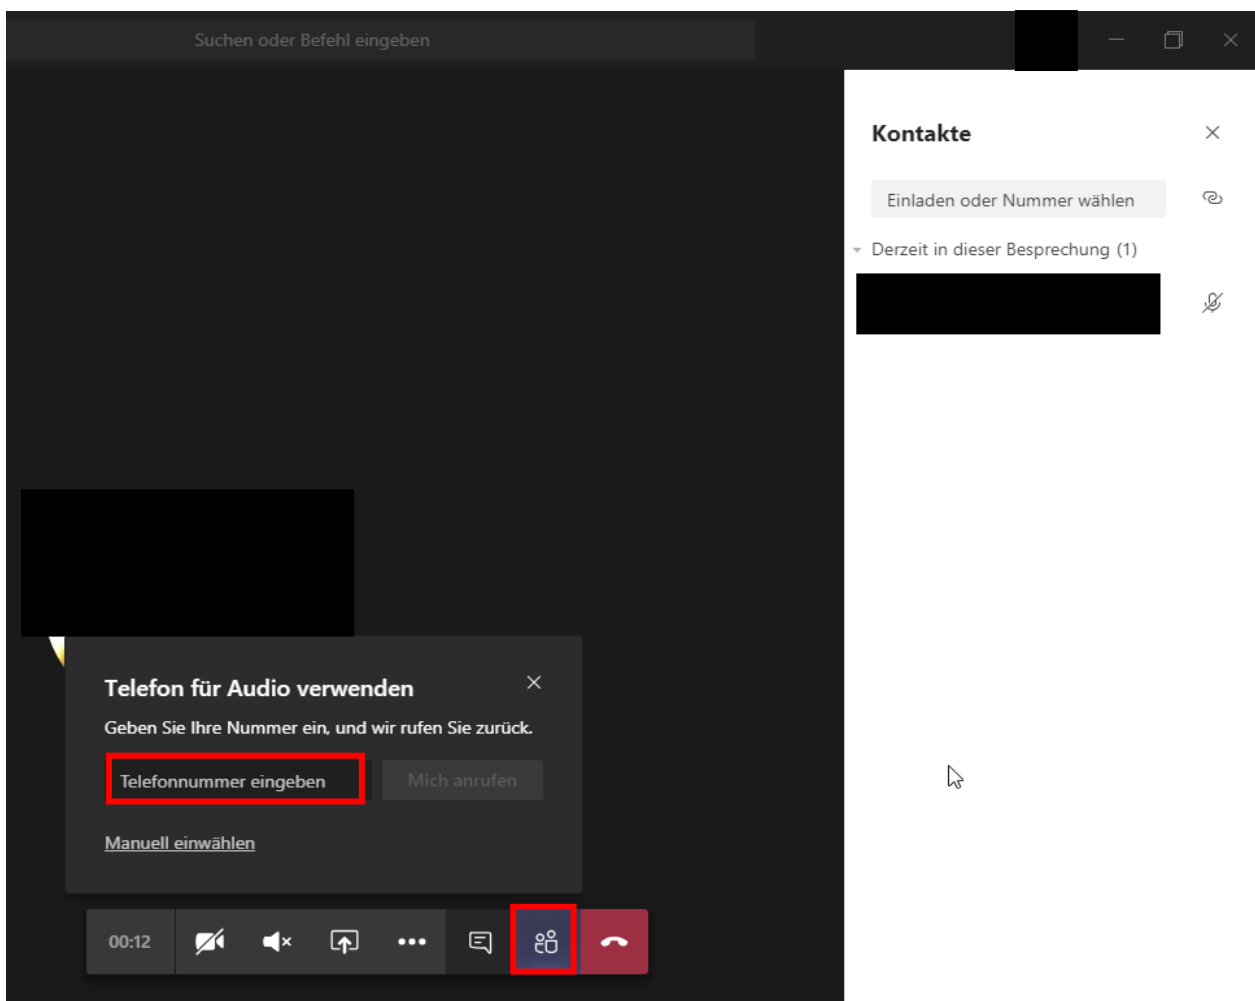 Suchen oder Befehl eingeben
Kontakte
Einladen oder Nummer wählen
Derzeit in dieser Besprechung (1)
Telefon für Audio verwenden
Geben Sie Ihre Nummer ein, und wir rufen Sie zurück.
Telefonnummer eingeben
Mich anrufen
Manuell einwählen
00:12